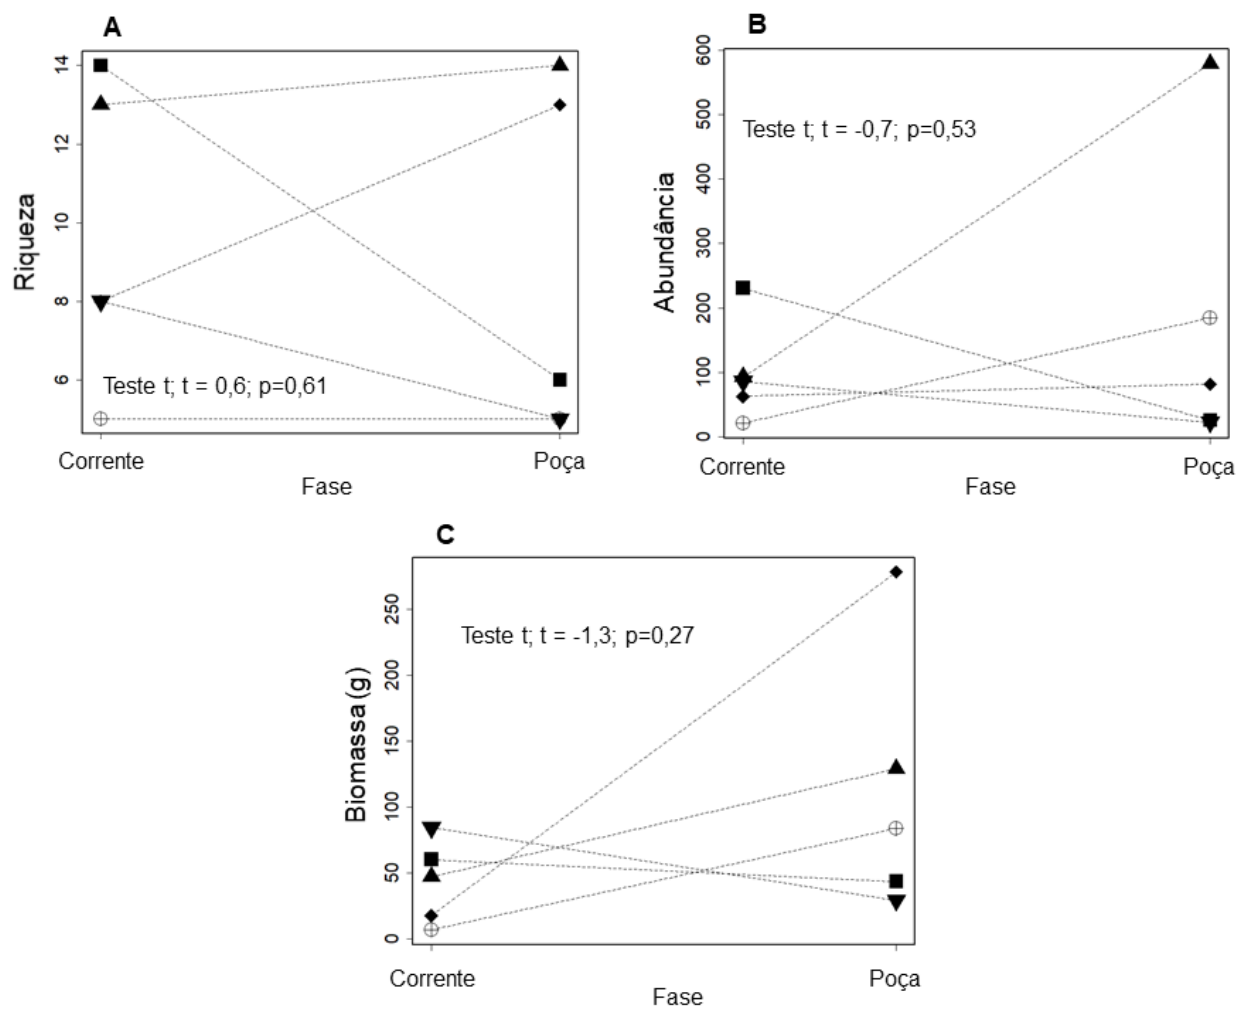 A
Riqueza
14
12
10
8
6
Teste t; t = 0,6; p=0,61
Corrente
Poça
Fase
B
Abundância
600
500
400
300
200
100
0
Teste t; t = -0,7; p=0,53
Corrente
Poça
Fase
C
Biomassa (g)
250
200
150
100
50
0
Teste t; t = -1,3; p=0,27
Corrente
Poça
Fase